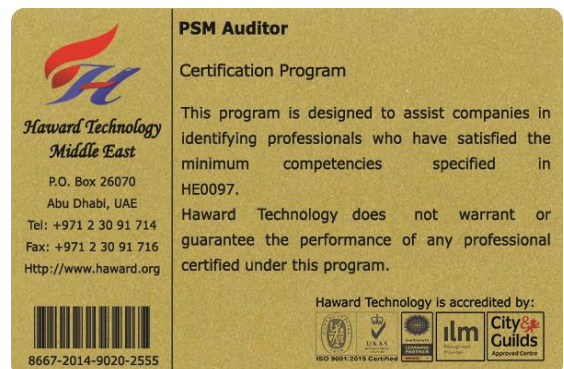 Haward Technology
Middle East
P.O. Box 26070
Abu Dhabi, UAE
Tel: +971 2 30 91 714
Fax: +971 2 30 91 716
Http://www.haward.org
8667-2014-9020-2555
PSM Auditor
Certification Program
This program is designed to assist companies in
identifying professionals who have satisfied the
minimum competencies specified in
HE0097.
Haward Technology does not warrant or
guarantee the performance of any professional
certified under this program.
Haward Technology is accredited by:
UKAS
ISO 9001:2015 Certified
ilm
City&
Guilds
Approved Centre